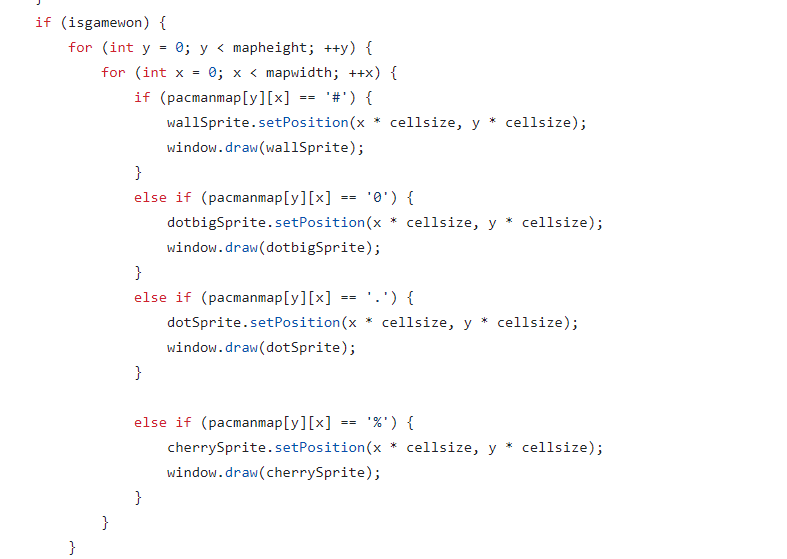 }
if (isgamewon) {
for (int y = 0; y < mapheight; ++y) {
for (int x = 0; x < mapwidth; ++x) {
if (pacmanmap[y][x] == '#') {
wallSprite.setPosition(x * cellsize, y * cellsize);
window.draw(wallSprite);
}
else if (pacmanmap[y][x] == '0') {
dotbigSprite.setPosition(x * cellsize, y * cellsize);
window.draw(dotbigSprite);
}
else if (pacmanmap[y][x] == '.') {
dotSprite.setPosition(x * cellsize, y * cellsize);
window.draw(dotSprite);
}
else if (pacmanmap[y][x] == '%') {
cherrySprite.setPosition(x * cellsize, y * cellsize);
window.draw(cherrySprite);
}
}
}